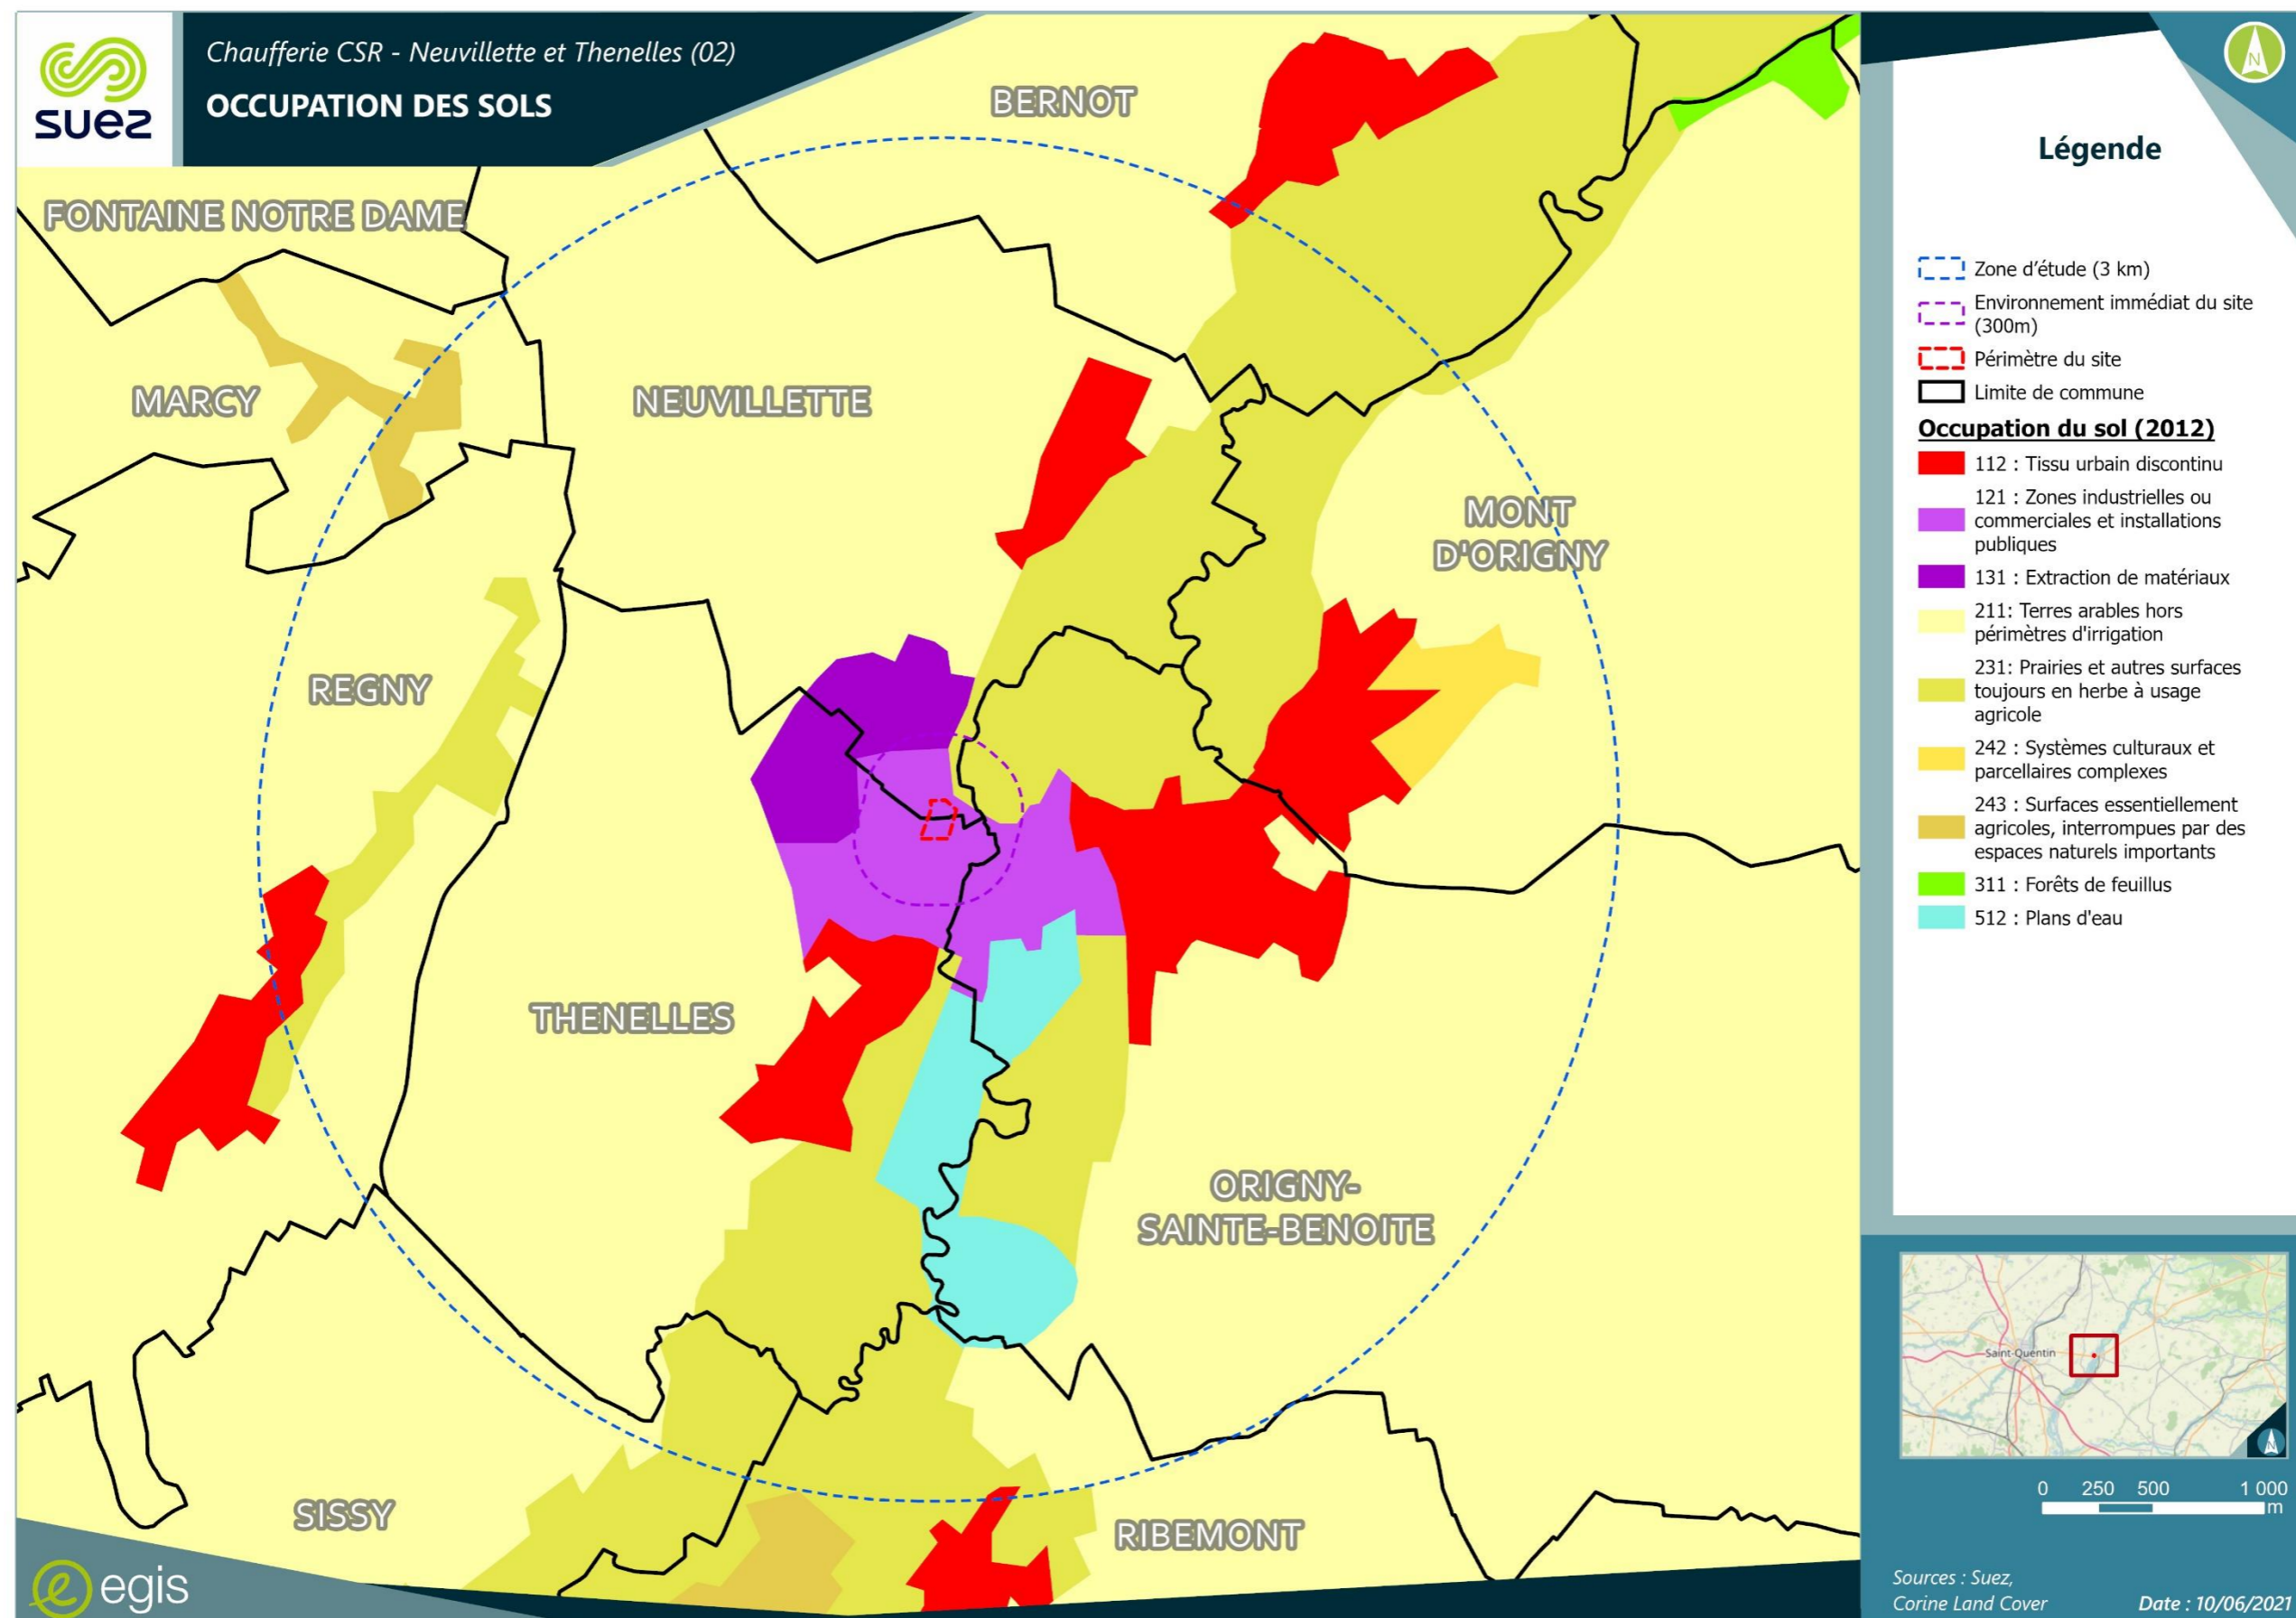 suez
Chaufferie CSR - Neuvillette et Thenelles (02)
OCCUPATION DES SOLS
BERNOT
FONTAINE NOTRE DAME
MARCY
NEUVILLETTE
MONT
D'ORIGNY
REGNY
THENELLES
ORIGNY-
SAINTE-BENOITE
SISSY
RIBEMONT
egis
N
Légende
Zone d'étude (3 km)
Environnement immédiat du site
(300m)
Périmètre du site
Limite de commune
Occupation du sol (2012)
112 : Tissu urbain discontinu
121 : Zones industrielles ou
commerciales et installations
publiques
131 : Extraction de matériaux
211: Terres arables hors
périmètres d'irrigation
231: Prairies et autres surfaces
toujours en herbe à usage
agricole
242 : Systèmes culturaux et
parcellaires complexes
243 : Surfaces essentiellement
agricoles, interrompues par des
espaces naturels importants
311 : Forêts de feuillus
512 : Plans d'eau
Saint-Quentin
0 250 500 1 000
m
Sources : Suez,
Corine Land Cover
Date : 10/06/2021